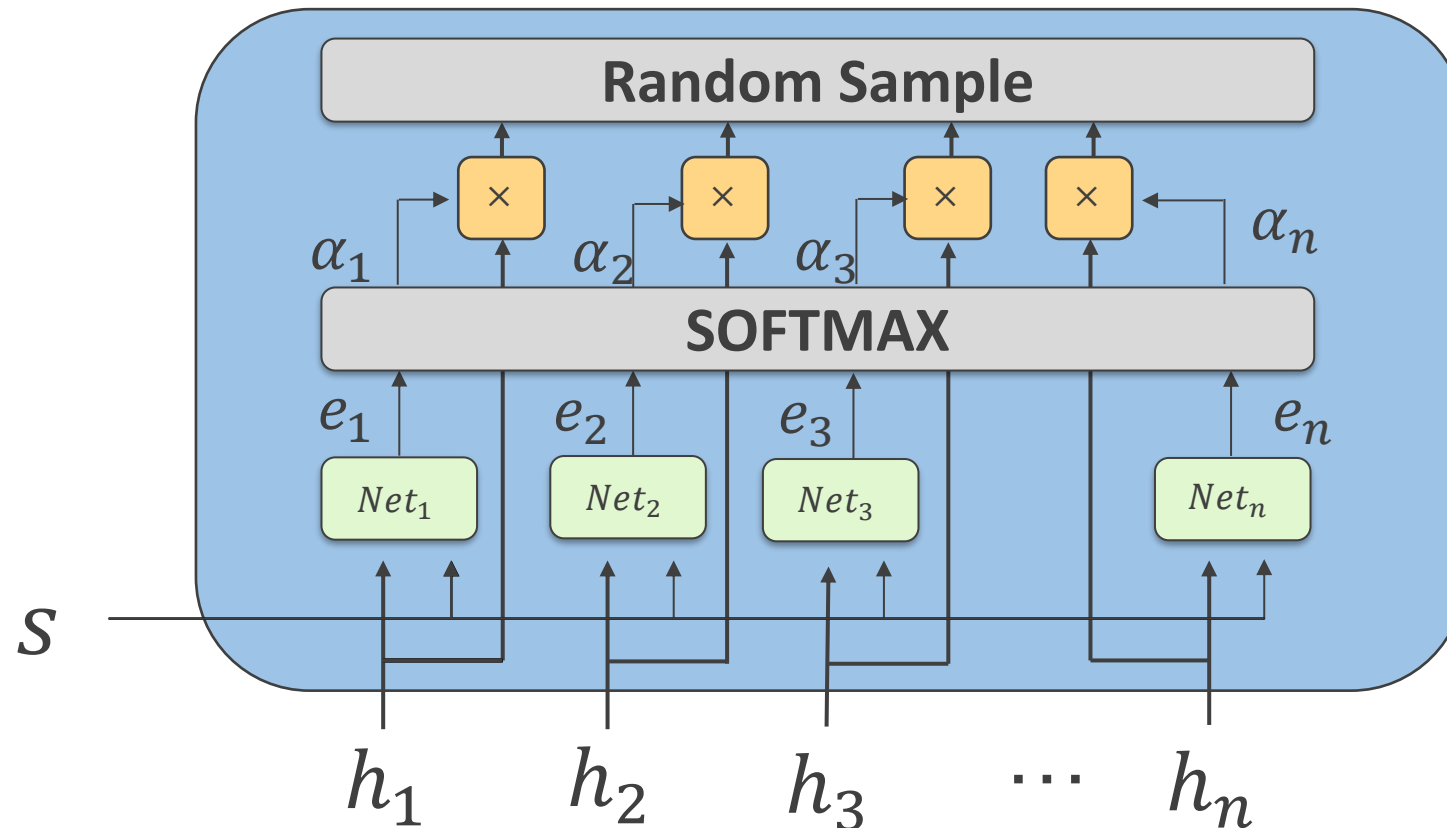 Random Sample
× × × ×
α₁ α₂ α₃ αₙ
SOFTMAX
e₁ e₂ e₃ eₙ
Net₁ Net₂ Net₃ Netₙ
s
h₁ h₂ h₃ ⋯ hₙ